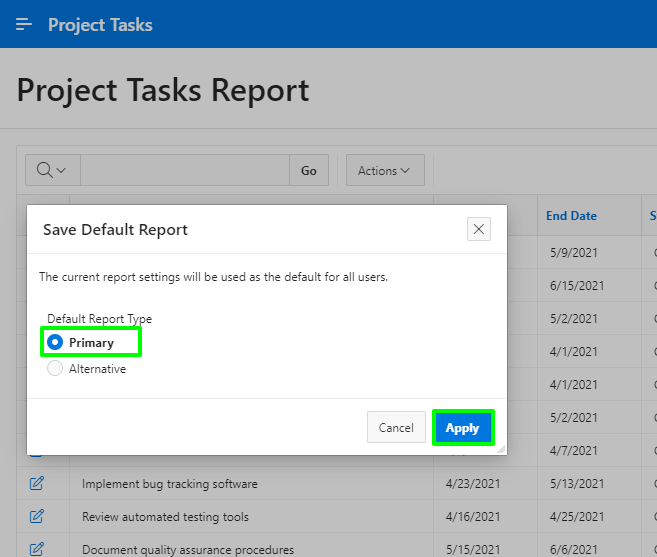 Project Tasks
Project Tasks Report
Go
Actions
End Date
Save Default Report
5/9/2021
The current report settings will be used as the default for all users.
6/15/2021
Default Report Type
5/2/2021
Primary
4/1/2021
Alternative
4/1/2021
5/2/2021
Cancel
Apply
4/7/2021
Implement bug tracking software 4/23/2021 5/13/2021
Review automated testing tools 4/16/2021 4/25/2021
Document quality assurance procedures 5/15/2021 6/6/2021